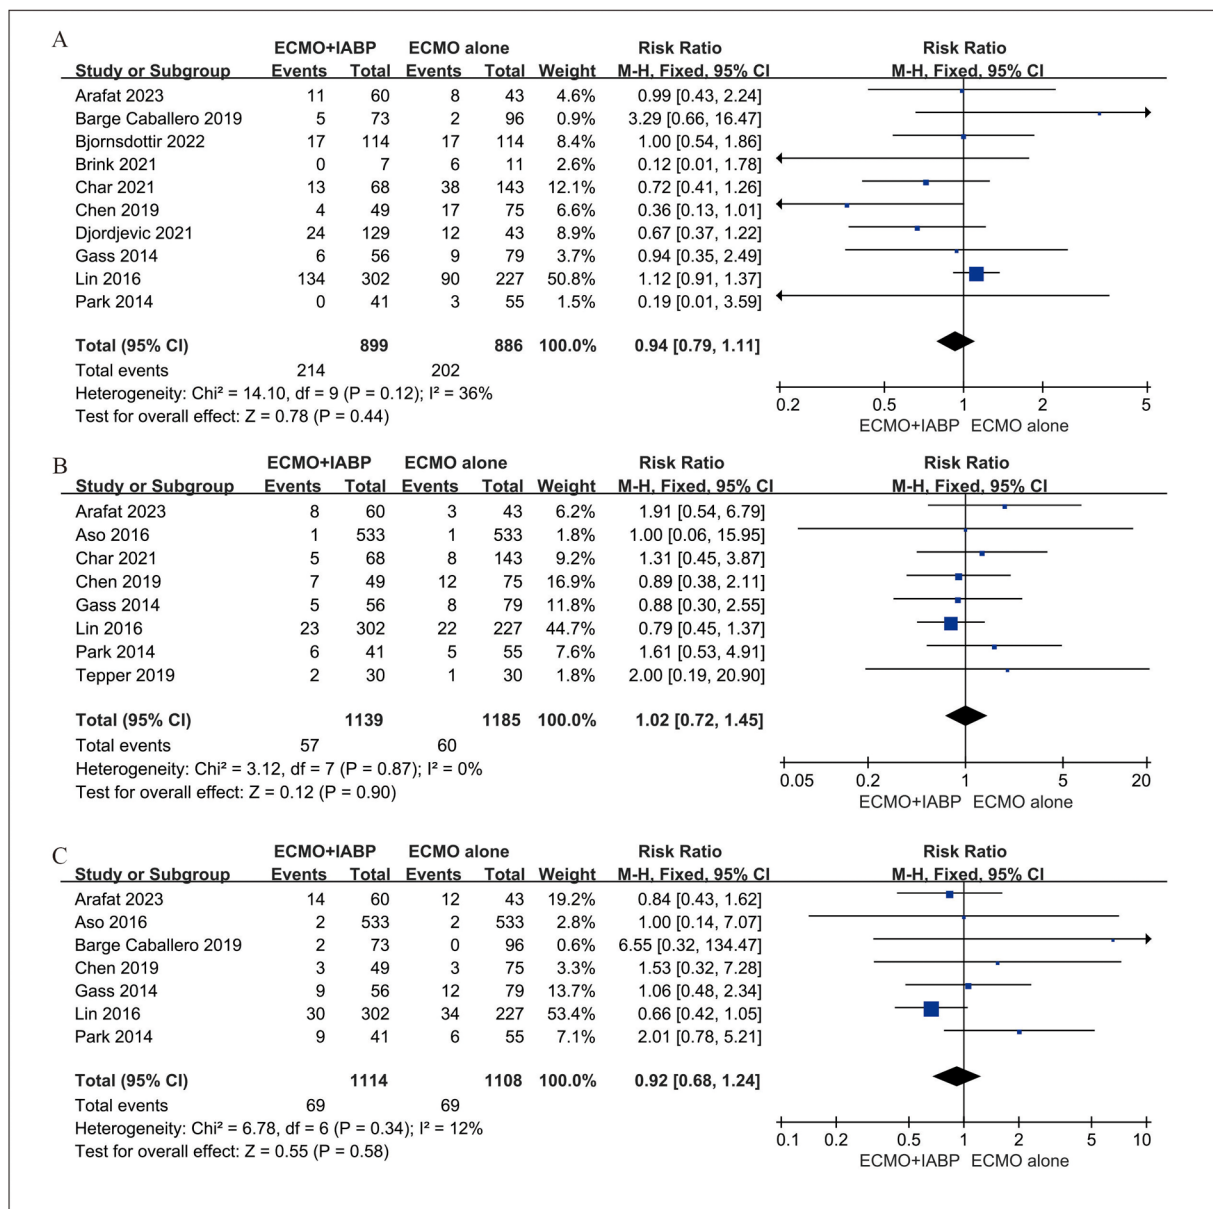 A
ECMO+IABP ECMO alone Risk Ratio Risk Ratio
Study or Subgroup Events Total Events Total Weight M-H, Fixed, 95% CI M-H, Fixed, 95% CI
Arafat 2023 11 60 8 43 4.6% 0.99 [0.43, 2.24]
Barge Caballero 2019 5 73 2 96 0.9% 3.29 [0.66, 16.47]
Bjornsdottir 2022 17 114 17 114 8.4% 1.00 [0.54, 1.86]
Brink 2021 0 7 6 11 2.6% 0.12 [0.01, 1.78]
Char 2021 13 68 38 143 12.1% 0.72 [0.41, 1.26]
Chen 2019 4 49 17 75 6.6% 0.36 [0.13, 1.01]
Djordjevic 2021 24 129 12 43 8.9% 0.67 [0.37, 1.22]
Gass 2014 6 56 9 79 3.7% 0.94 [0.35, 2.49]
Lin 2016 134 302 90 227 50.8% 1.12 [0.91, 1.37]
Park 2014 0 41 3 55 1.5% 0.19 [0.01, 3.59]
Total (95% CI) 899 886 100.0% 0.94 [0.79, 1.11]
Total events 214 202
Heterogeneity: Chi² = 14.10, df = 9 (P = 0.12); I² = 36%
Test for overall effect: Z = 0.78 (P = 0.44)
0.2 0.5 1 2 5
ECMO+IABP ECMO alone
B
ECMO+IABP ECMO alone Risk Ratio Risk Ratio
Study or Subgroup Events Total Events Total Weight M-H, Fixed, 95% CI M-H, Fixed, 95% CI
Arafat 2023 8 60 3 43 6.2% 1.91 [0.54, 6.79]
Aso 2016 1 533 1 533 1.8% 1.00 [0.06, 15.95]
Char 2021 5 68 8 143 9.2% 1.31 [0.45, 3.87]
Chen 2019 7 49 12 75 16.9% 0.89 [0.38, 2.11]
Gass 2014 5 56 8 79 11.8% 0.88 [0.30, 2.55]
Lin 2016 23 302 22 227 44.7% 0.79 [0.45, 1.37]
Park 2014 6 41 5 55 7.6% 1.61 [0.53, 4.91]
Tepper 2019 2 30 1 30 1.8% 2.00 [0.19, 20.90]
Total (95% CI) 1139 1185 100.0% 1.02 [0.72, 1.45]
Total events 57 60
Heterogeneity: Chi² = 3.12, df = 7 (P = 0.87); I² = 0%
Test for overall effect: Z = 0.12 (P = 0.90)
0.05 0.2 1 5 20
ECMO+IABP ECMO alone
C
ECMO+IABP ECMO alone Risk Ratio Risk Ratio
Study or Subgroup Events Total Events Total Weight M-H, Fixed, 95% CI M-H, Fixed, 95% CI
Arafat 2023 14 60 12 43 19.2% 0.84 [0.43, 1.62]
Aso 2016 2 533 2 533 2.8% 1.00 [0.14, 7.07]
Barge Caballero 2019 2 73 0 96 0.6% 6.55 [0.32, 134.47]
Chen 2019 3 49 3 75 3.3% 1.53 [0.32, 7.28]
Gass 2014 9 56 12 79 13.7% 1.06 [0.48, 2.34]
Lin 2016 30 302 34 227 53.4% 0.66 [0.42, 1.05]
Park 2014 9 41 6 55 7.1% 2.01 [0.78, 5.21]
Total (95% CI) 1114 1108 100.0% 0.92 [0.68, 1.24]
Total events 69 69
Heterogeneity: Chi² = 6.78, df = 6 (P = 0.34); I² = 12%
Test for overall effect: Z = 0.55 (P = 0.58)
0.1 0.2 0.5 1 2 5 10
ECMO+IABP ECMO alone